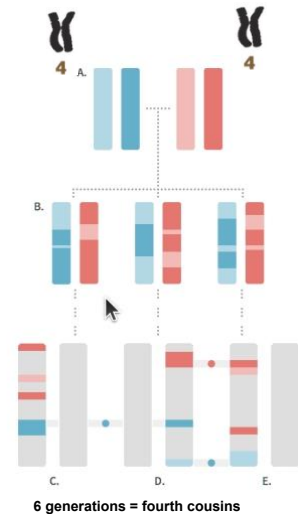 4
4
A.
B.
C. D. E.
6 generations = fourth cousins